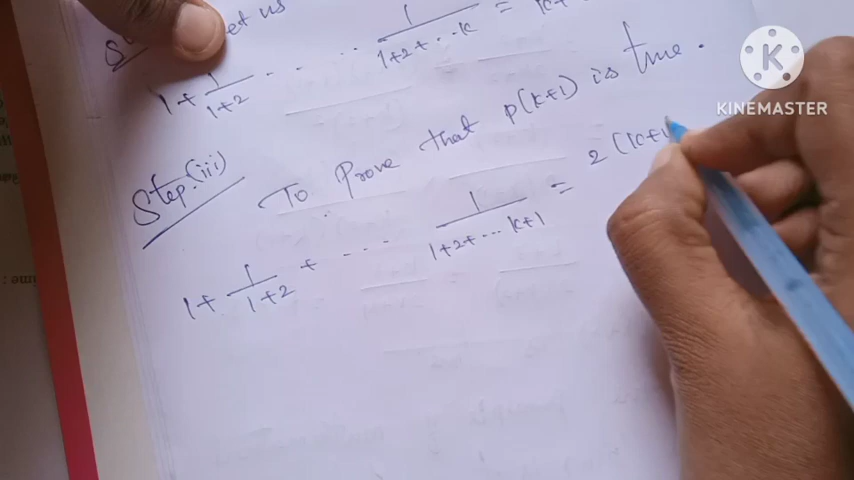 let us
1 + 1/1+2 ..... 1/1+2+...k = k
K
KINEMASTER
Step (iii) To Prove that P(k+1) is true.
1 + 1/1+2 + ... 1/1+2+... k+1 = 2(k+1